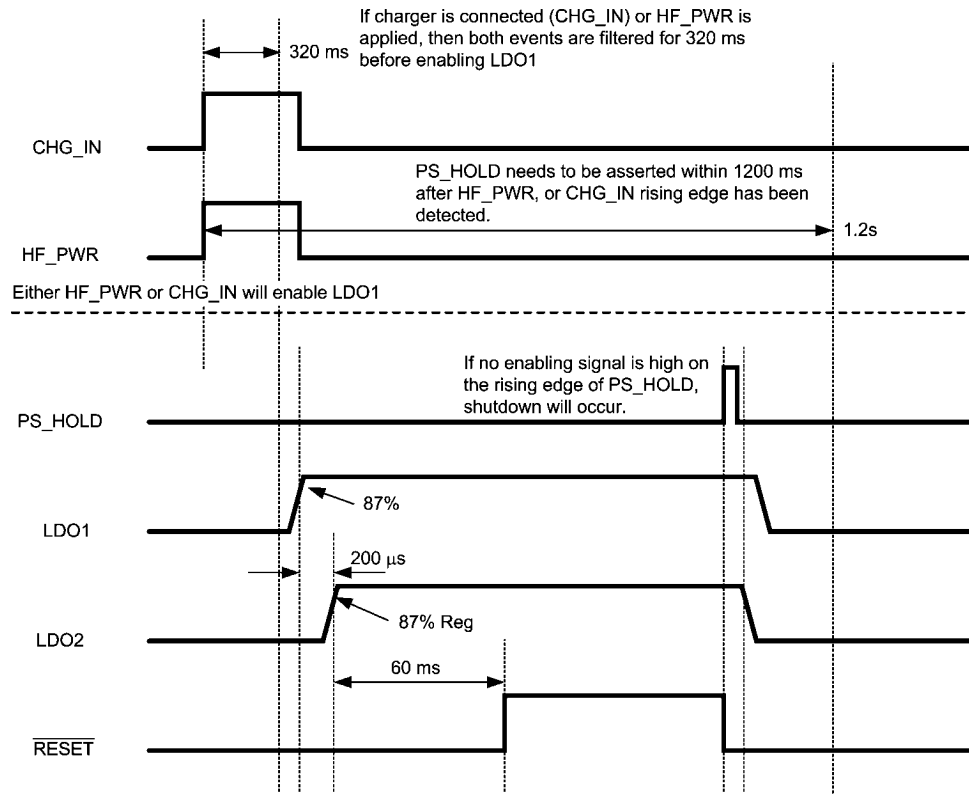 If charger is connected (CHG_IN) or HF_PWR is
applied, then both events are filtered for 320 ms
before enabling LDO1
320 ms
CHG_IN
PS_HOLD needs to be asserted within 1200 ms
after HF_PWR, or CHG_IN rising edge has been
detected.
1.2s
HF_PWR
Either HF_PWR or CHG_IN will enable LDO1
If no enabling signal is high on
the rising edge of PS_HOLD,
shutdown will occur.
PS_HOLD
87%
LDO1
200 μs
87% Reg
LDO2
60 ms
RESET